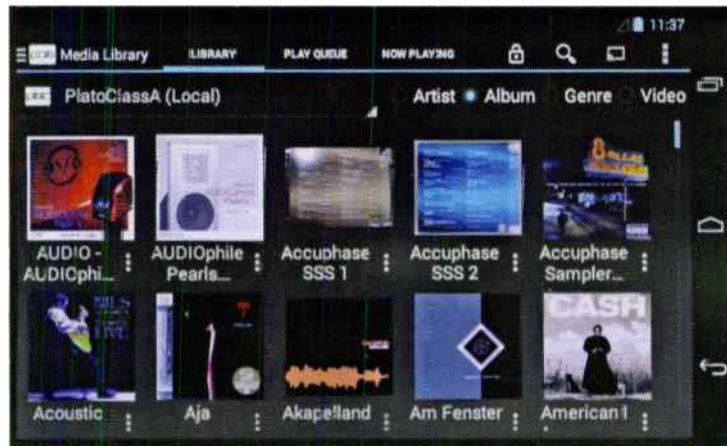 11:37
Media Library LIBRARY PLAY QUEUE NOW PLAYING
PlatoClassA (Local) Artist Album Genre Video
AUDIO - AUDIOphile Accuphase Accuphase Accuphase
AUDIOphi... Pearls... SSS 1 SSS 2 Sampler...
CASH
Acoustic Aja Akapelland Am Fenster American I